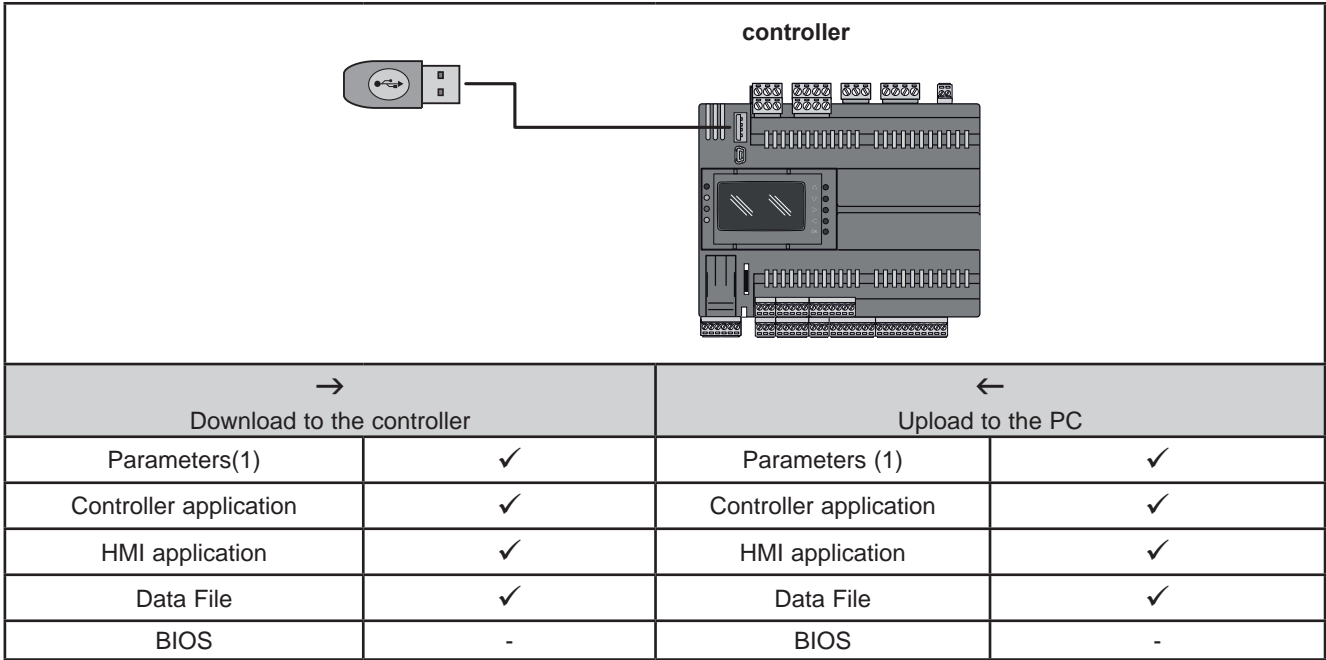 controller
→ ←
Download to the controller Upload to the PC
Parameters(1) ✓ Parameters (1) ✓
Controller application ✓ Controller application ✓
HMI application ✓ HMI application ✓
Data File ✓ Data File ✓
BIOS - BIOS -